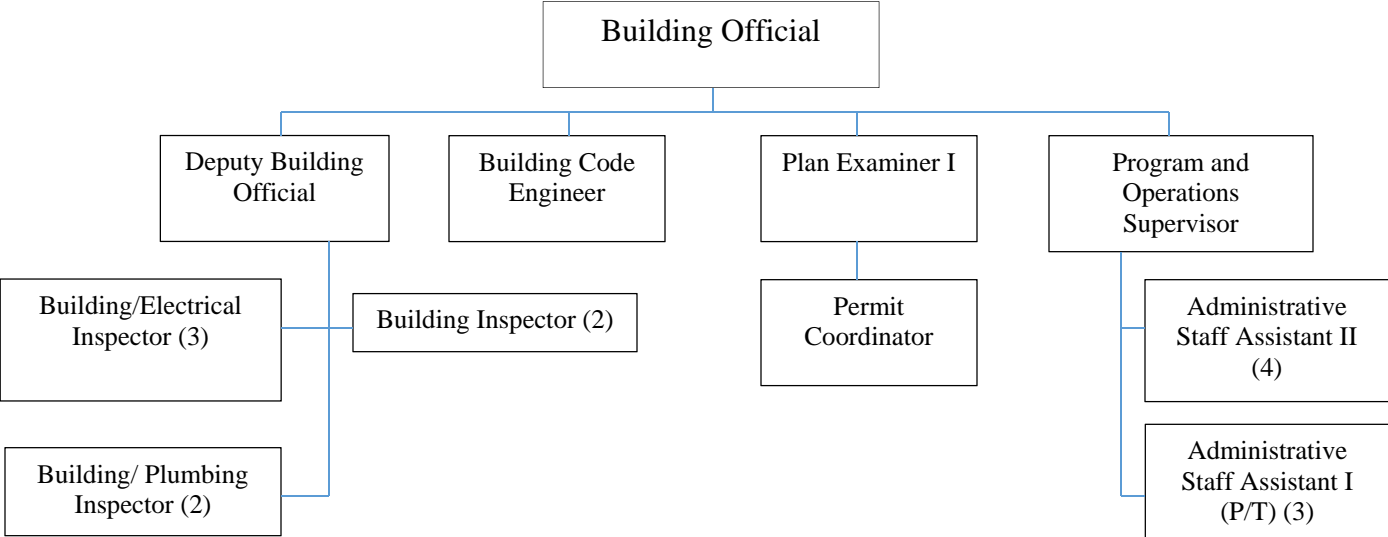 Building Official
Deputy Building
Official
Building Code
Engineer
Plan Examiner I
Program and
Operations
Supervisor
Building/Electrical
Inspector (3)
Building Inspector (2)
Permit
Coordinator
Administrative
Staff Assistant II
(4)
Building/ Plumbing
Inspector (2)
Administrative
Staff Assistant I
(P/T) (3)